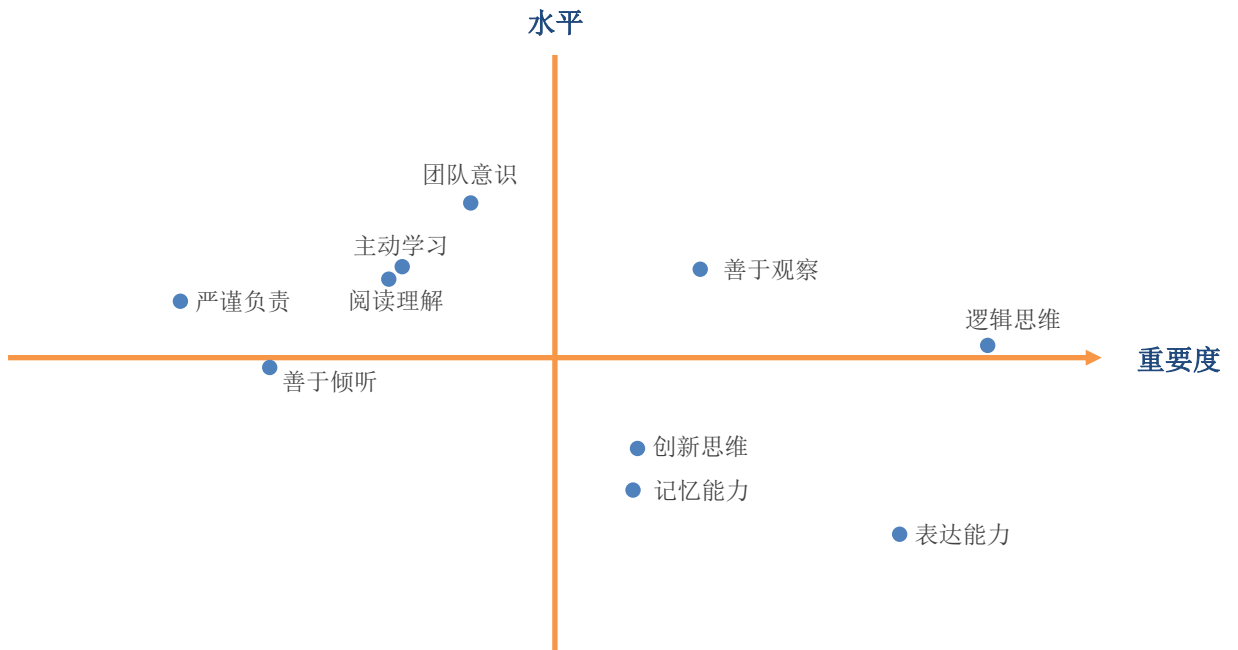 水平
团队意识
主动学习
善于观察
严谨负责
阅读理解
逻辑思维
重要度
善于倾听
创新思维
记忆能力
表达能力